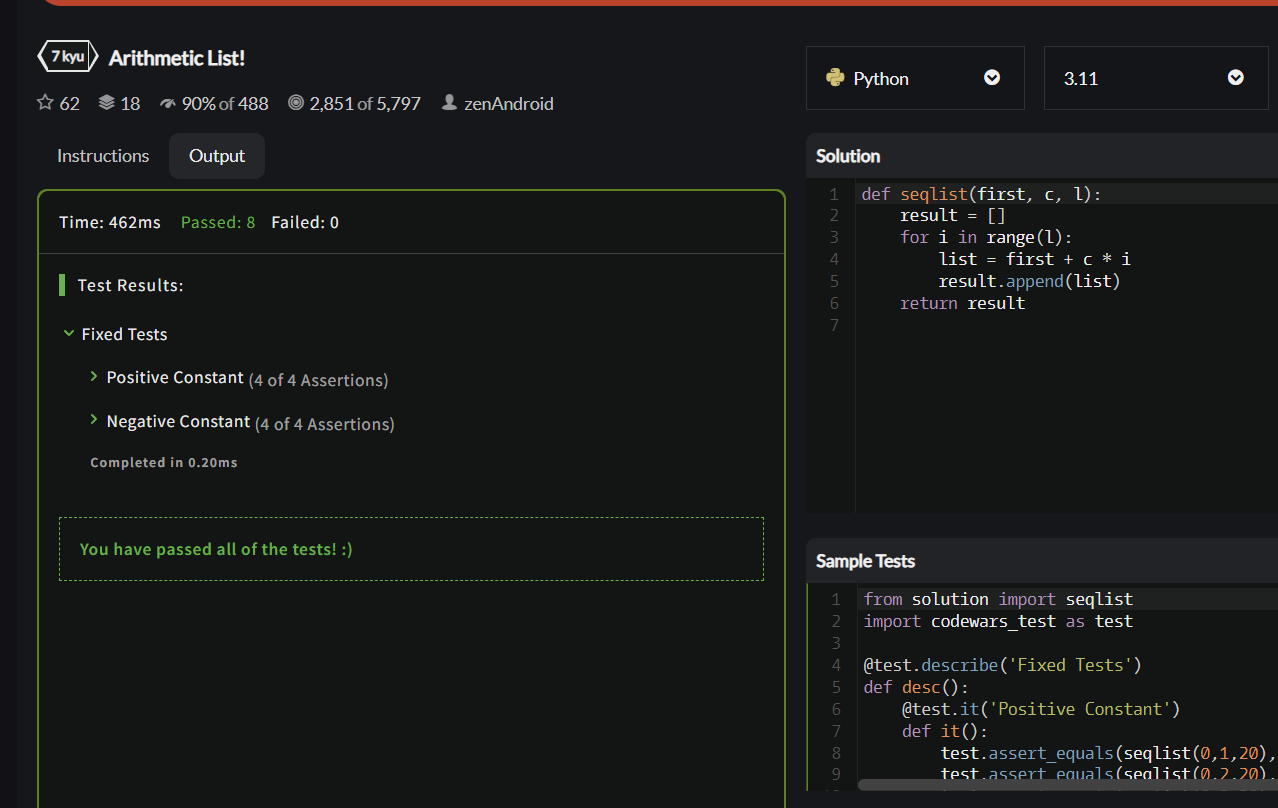 7 kyu Arithmetic List!
62 18 90% of 488 2,851 of 5,797 zenAndroid
Instructions Output
Time: 462ms Passed: 8 Failed: 0
Test Results:
Fixed Tests
Positive Constant (4 of 4 Assertions)
Negative Constant (4 of 4 Assertions)
Completed in 0.20ms
You have passed all of the tests! :)
Python 3.11
Solution
1 def seqlist(first, c, l):
2     result = []
3     for i in range(l):
4         list = first + c * i
5         result.append(list)
6     return result
7
Sample Tests
1 from solution import seqlist
2 import codewars_test as test
3
4 @test.describe('Fixed Tests')
5 def desc():
6     @test.it('Positive Constant')
7     def it():
8         test.assert_equals(seqlist(0,1,20),
9         test.assert_equals(seqlist(0,2,20),